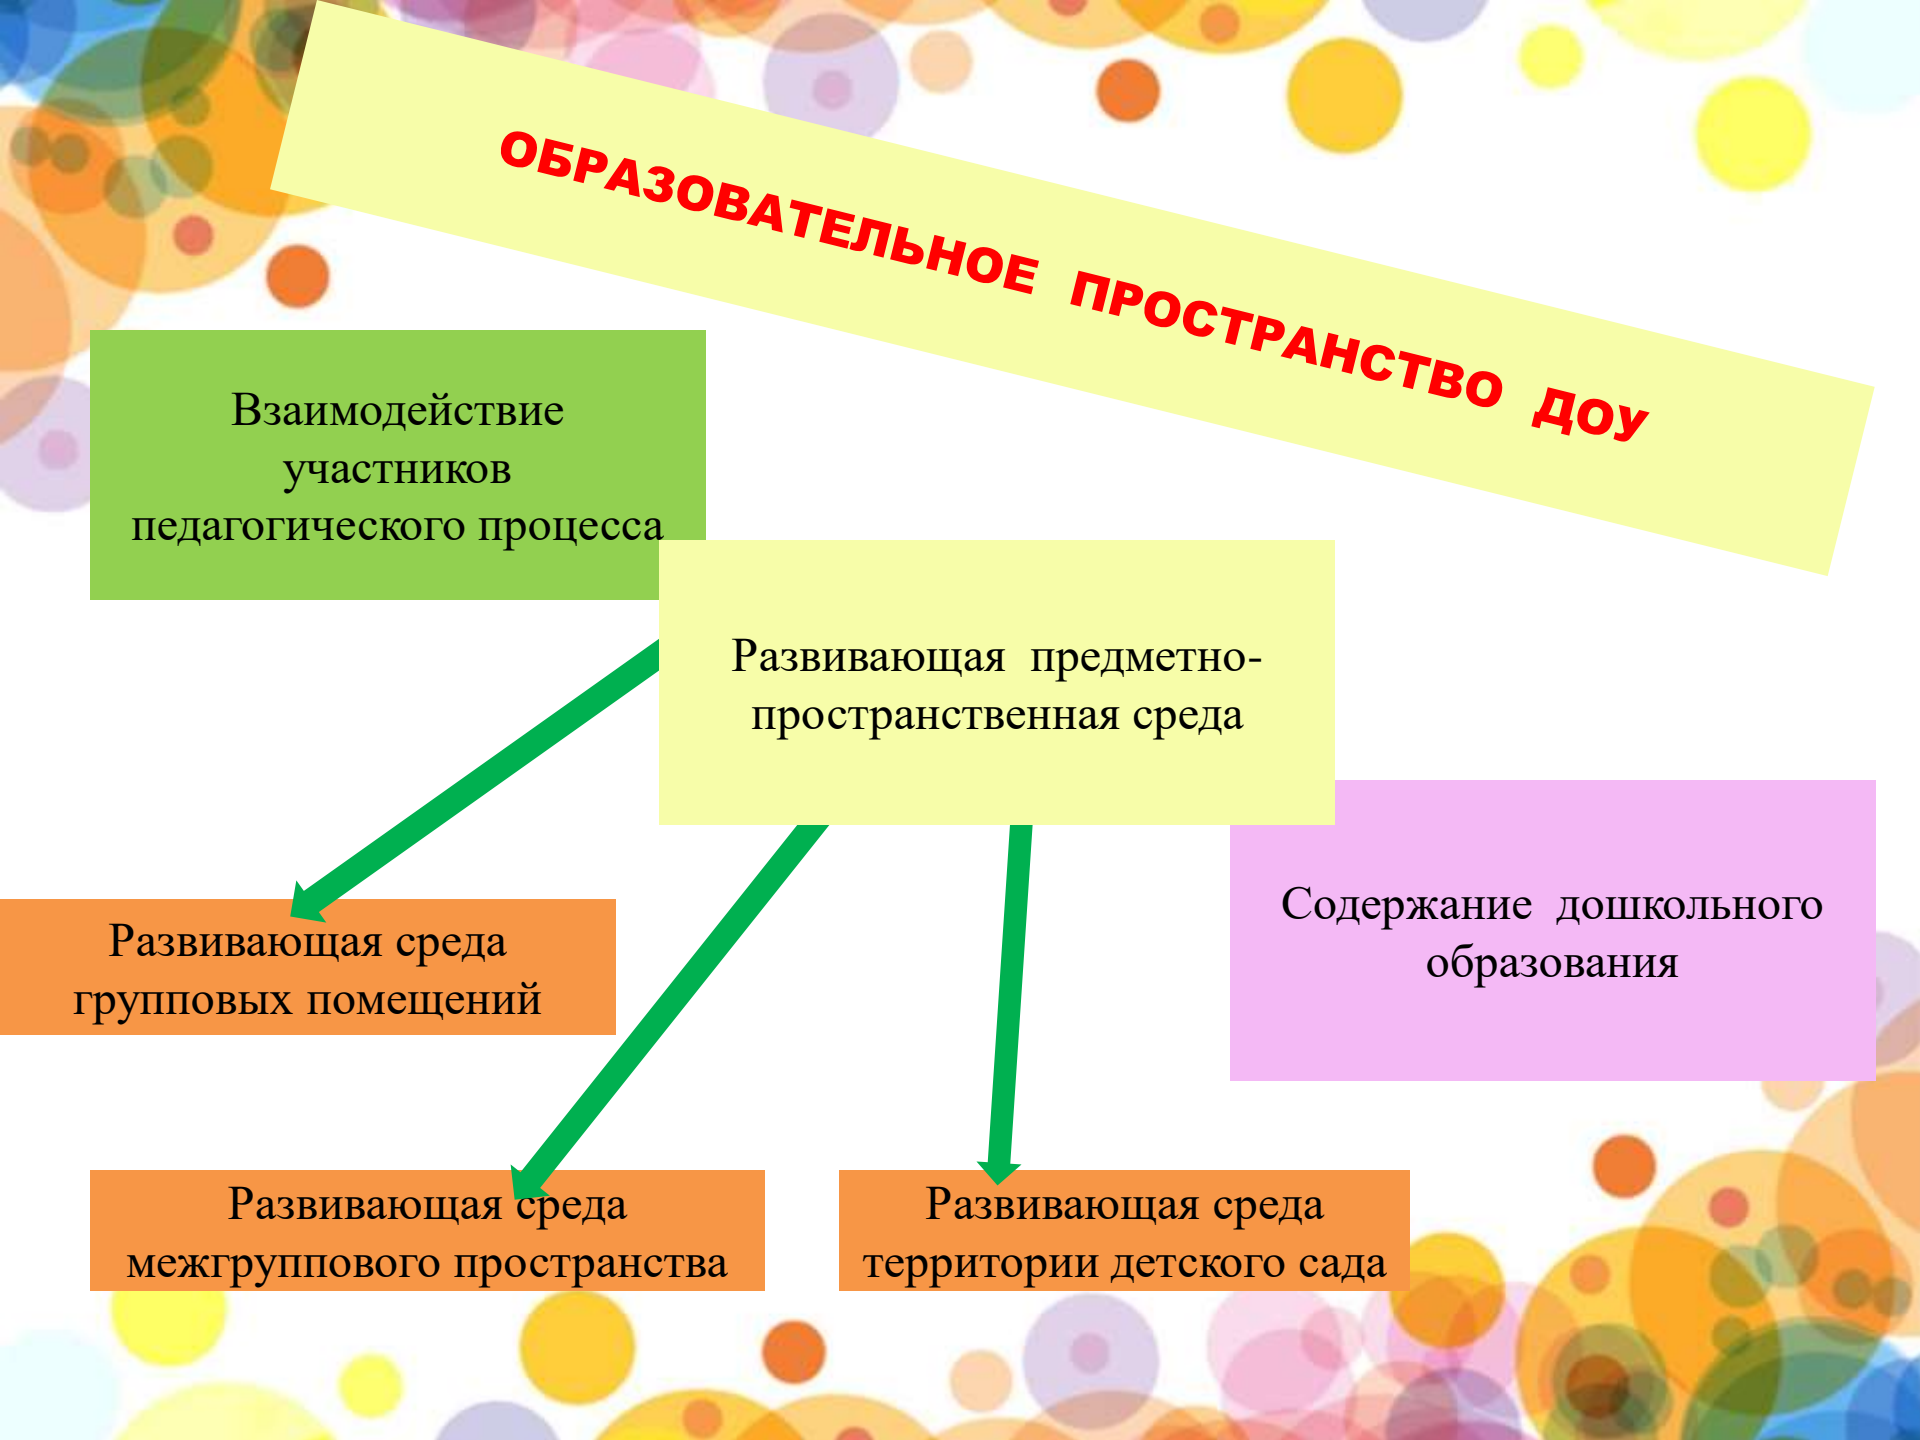 ОБРАЗОВАТЕЛЬНОЕ ПРОСТРАНСТВО ДОУ
Взаимодействие
участников
педагогического процесса
Развивающая предметно-
пространственная среда
Содержание дошкольного
образования
Развивающая среда
групповых помещений
Развивающая среда
межгруппового пространства
Развивающая среда
территории детского сада